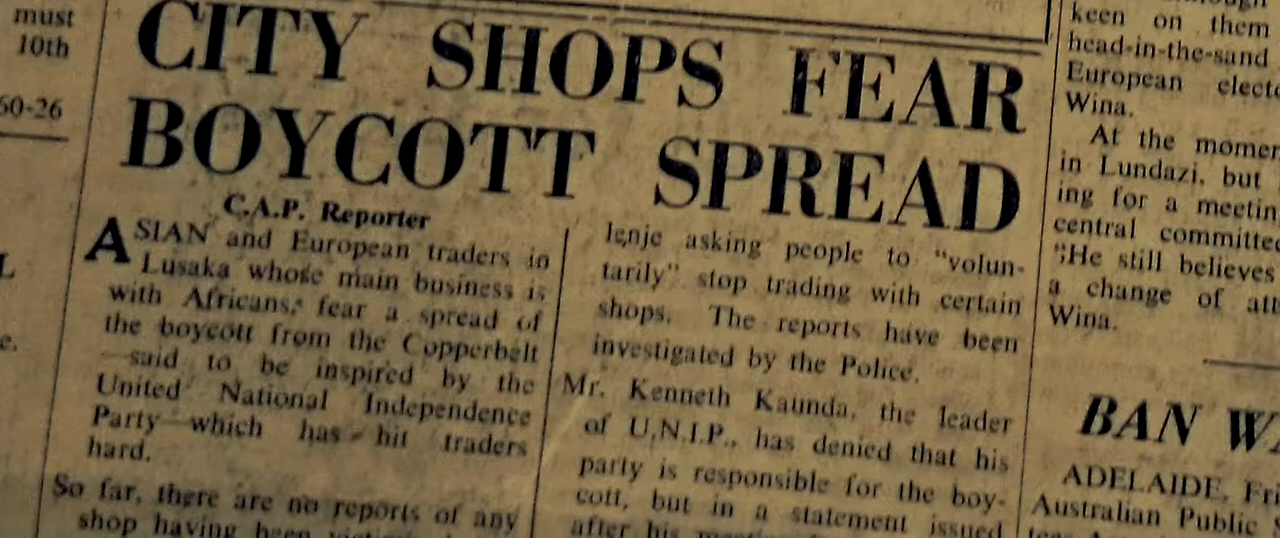 must
10th
60-26
CITY SHOPS FEAR
BOYCOTT SPREAD
C.A.P. Reporter
ASIAN and European traders in
Lusaka whose main business is
with Africans, fear a spread of
the boycott from the Copperbelt
—said to be inspired by the
United National Independence
Party—which has hit traders
hard.
So far, there are no reports of any
shop having been
lenje asking people to "volun-
tarily" stop trading with certain
shops. The reports have been
investigated by the Police.
Mr. Kenneth Kaunda, the leader
of U.N.I.P., has denied that his
party is responsible for the boy-
cott, but in a statement issued
after his
keen on them
head-in-the-sand
European elect
Wina.
At the momen
in Lundazi, but
ing for a meetin
central committe
"He still believes
a change of att
Wina.
BAN W
ADELAIDE, Fri
Australian Public S